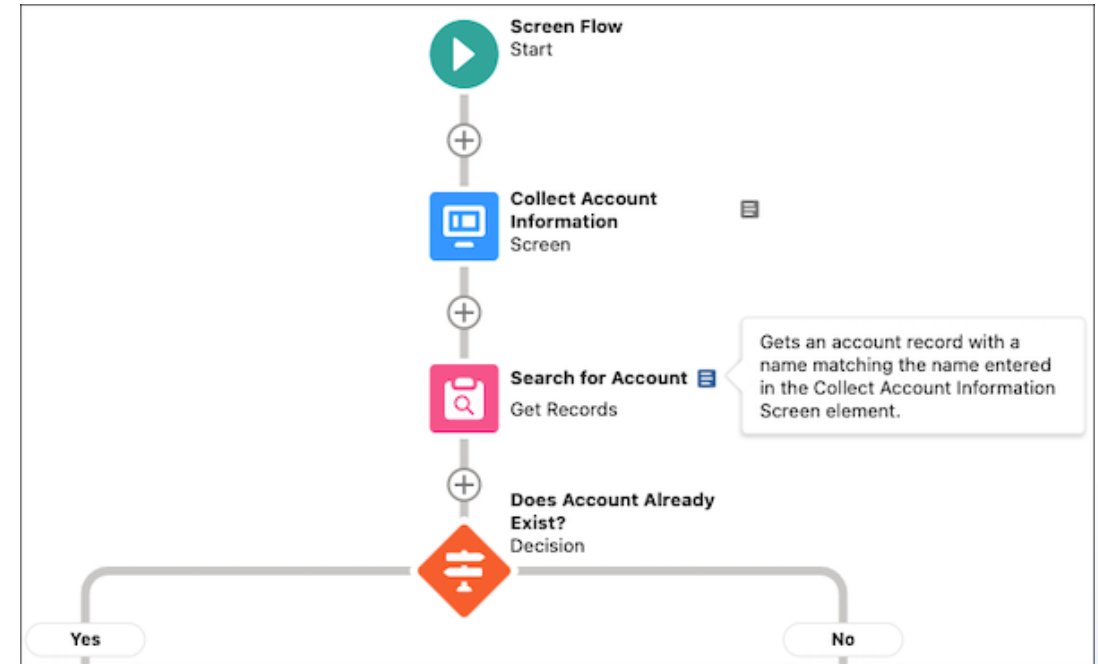 Screen Flow
Start
Collect Account
Information
Screen
Search for Account
Get Records
Gets an account record with a
name matching the name entered
in the Collect Account Information
Screen element.
Does Account Already
Exist?
Decision
Yes
No